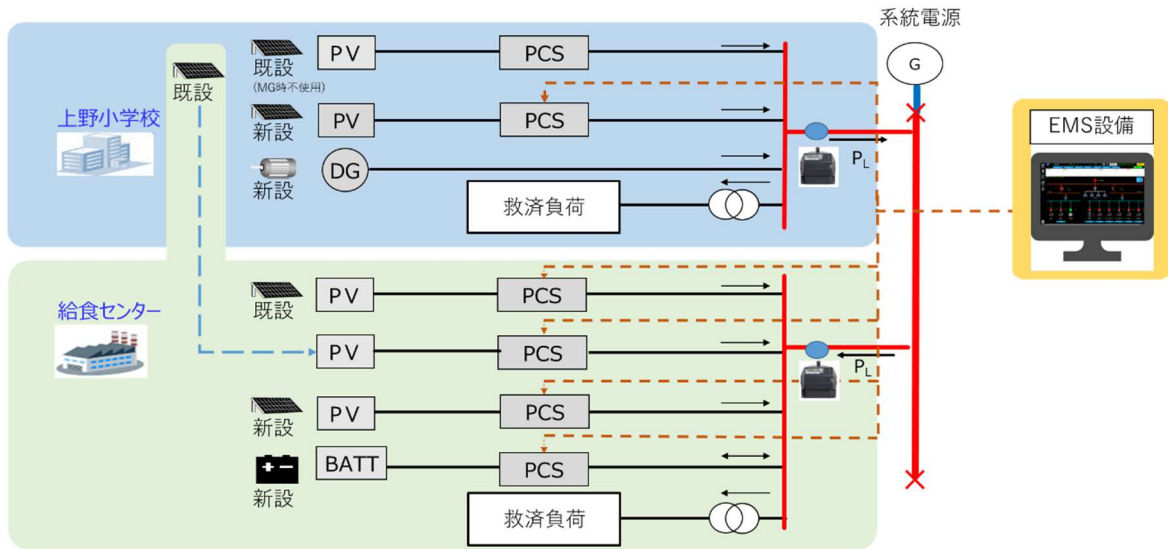 系統電源
G
既設
上野小学校
既設
(MG時不使用)
PV
PCS
新設
PV
PCS
新設
DG
救済負荷
PL
EMS設備
給食センター
既設
PV
PCS
PV
PCS
PL
新設
PV
PCS
新設
BATT
PCS
救済負荷